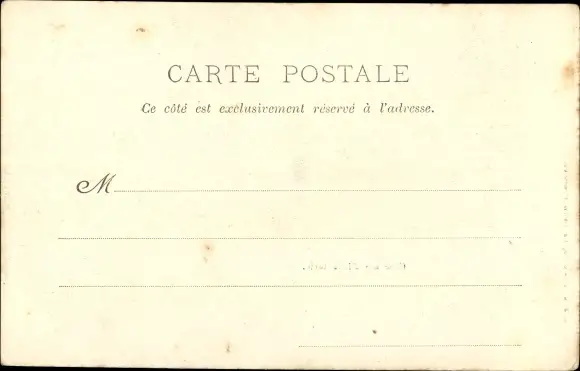 CARTE POSTALE
Ce côté est exclusivement réservé à l'adresse.
M